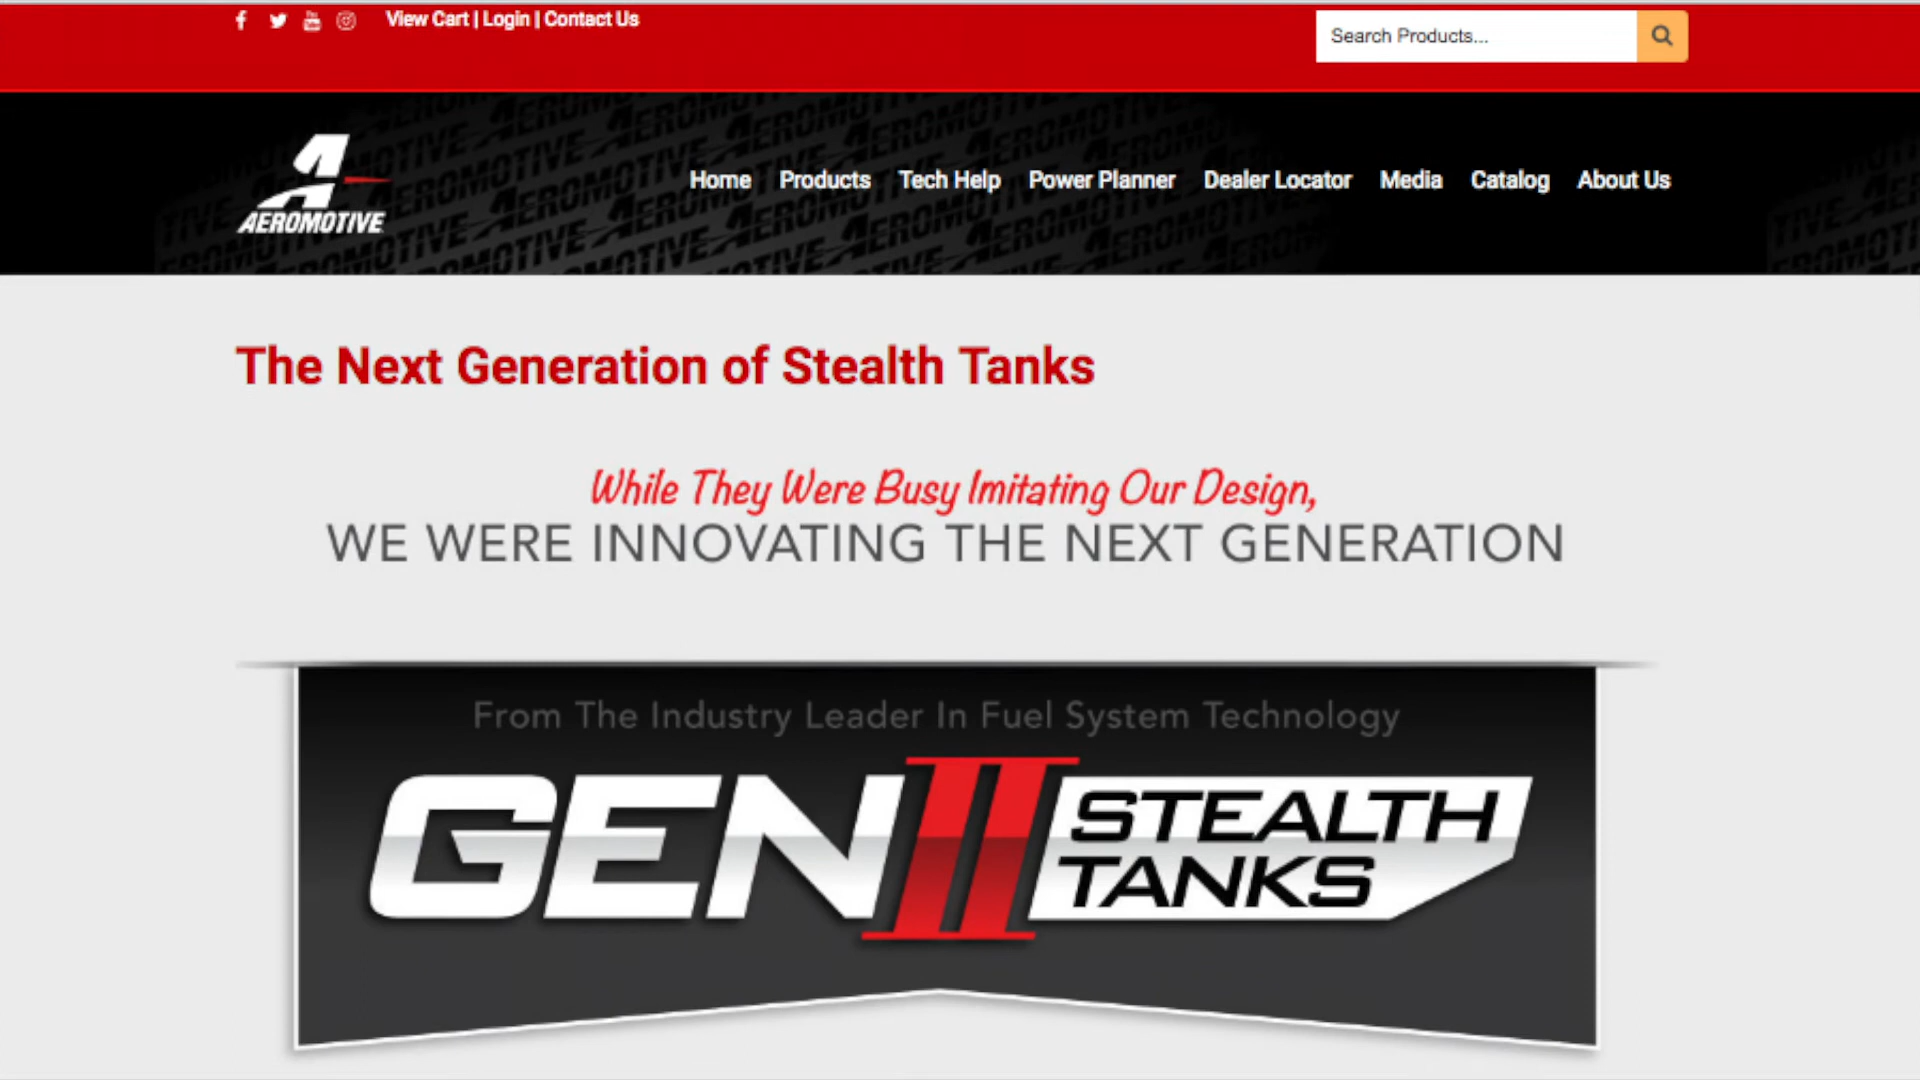 View Cart | Login | Contact Us
Search Products...
AEROMOTIVE
Home Products Tech Help Power Planner Dealer Locator Media Catalog About Us
The Next Generation of Stealth Tanks
While They Were Busy Imitating Our Design,
WE WERE INNOVATING THE NEXT GENERATION
From The Industry Leader In Fuel System Technology
GEN II STEALTH
TANKS